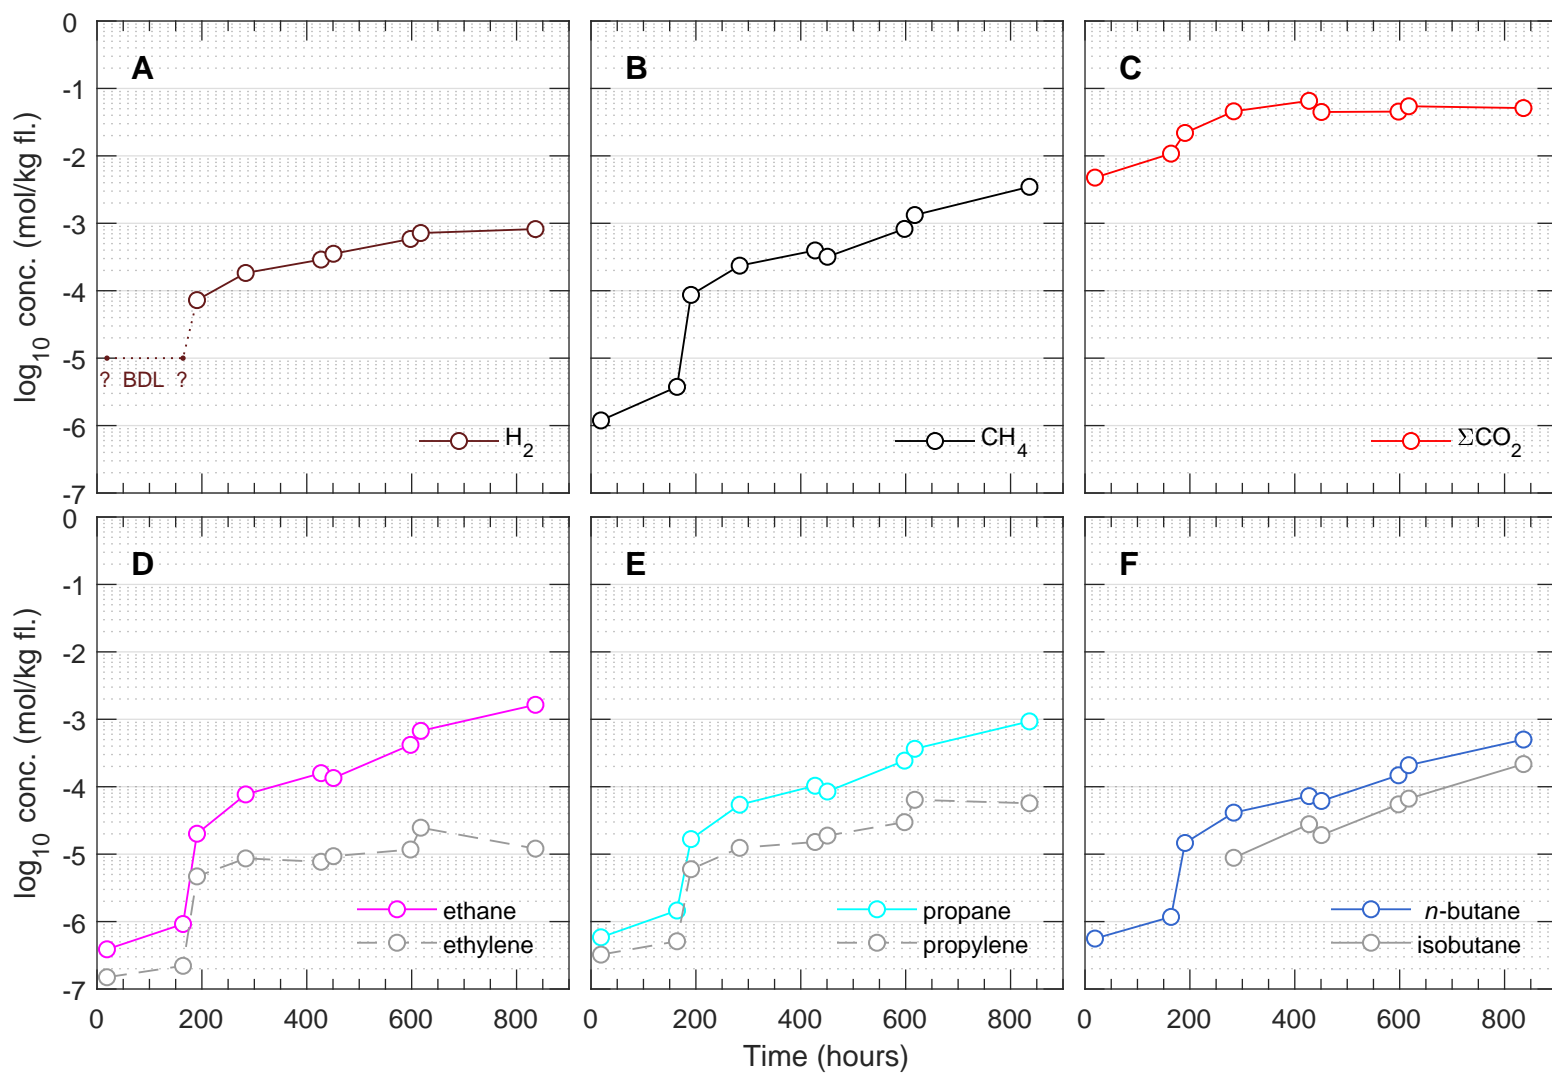 A
B
C
0
-1
-2
-3
-4
-5
-6
-7
log10 conc. (mol/kg fl.)
? BDL ?
H2
CH4
ΣCO2
D
E
F
0
-1
-2
-3
-4
-5
-6
-7
log10 conc. (mol/kg fl.)
ethane
ethylene
propane
propylene
n-butane
isobutane
0 200 400 600 800
0 200 400 600 800
0 200 400 600 800
Time (hours)